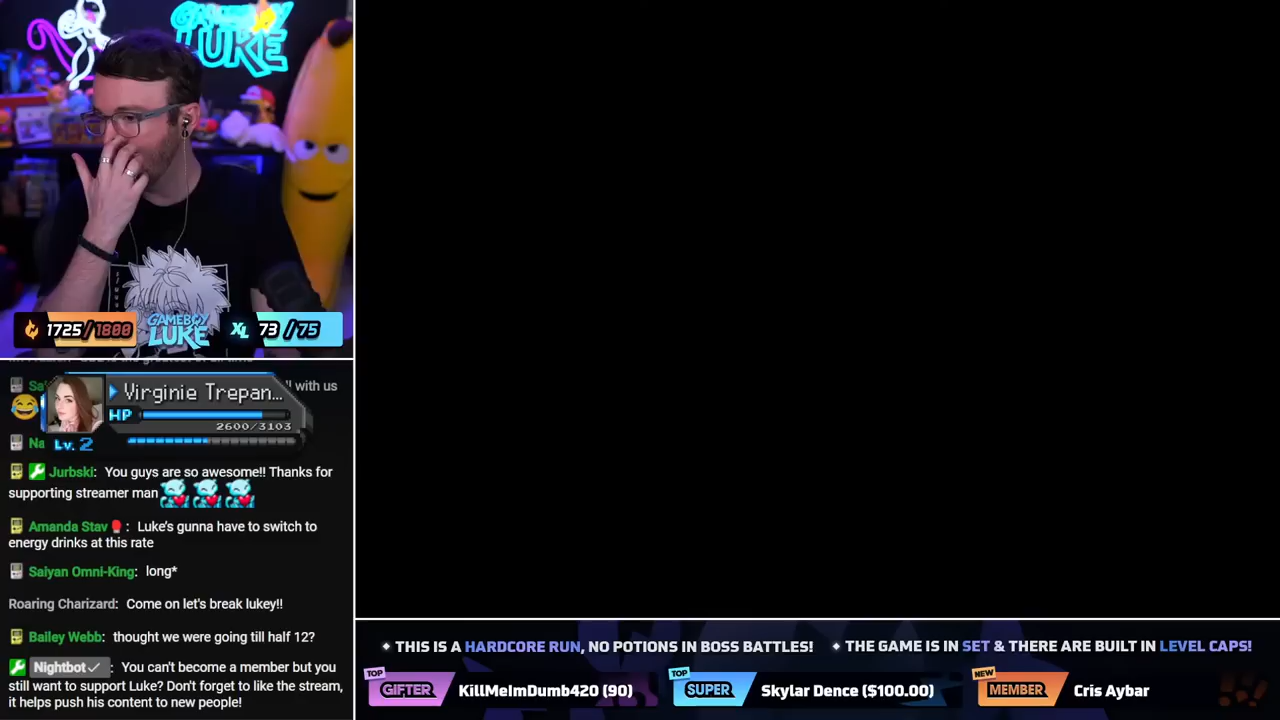 GAMEBOY
LUKE
1725/1800
GAMEBOY
LUKE
XL 73 /75
with us
Virginie Trepan...
HP
2600/3103
Lv. 2
Na
Jurbski: You guys are so awesome!! Thanks for
supporting streamer man
Amanda Stav: Luke's gunna have to switch to
energy drinks at this rate
Saiyan Omni-King: long*
Roaring Charizard: Come on let's break lukey!!
Bailey Webb: thought we were going till half 12?
Nightbot: You can't become a member but you
still want to support Luke? Don't forget to like the stream,
it helps push his content to new people!
THIS IS A HARDCORE RUN, NO POTIONS IN BOSS BATTLES! THE GAME IS IN SET & THERE ARE BUILT IN LEVEL CAPS!
TOP GIFTER KillMeImDumb420 (90) TOP SUPER Skylar Dence ($100.00) NEW MEMBER Cris Aybar